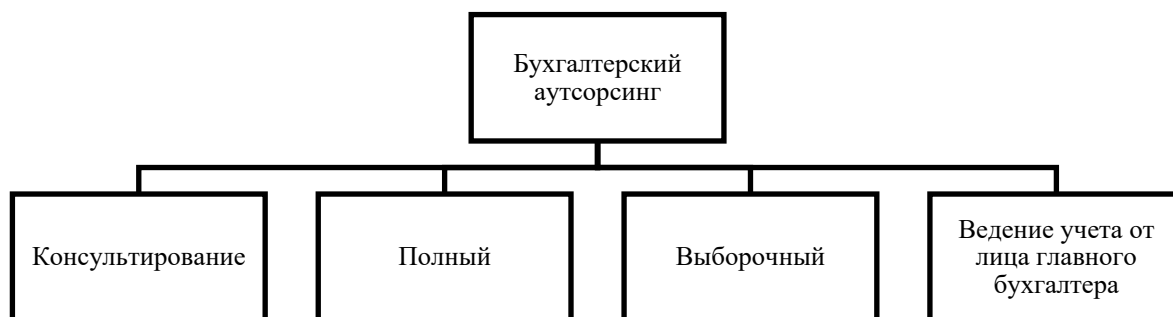 Бухгалтерский
аутсорсинг
Консультирование
Полный
Выборочный
Ведение учета от
лица главного
бухгалтера